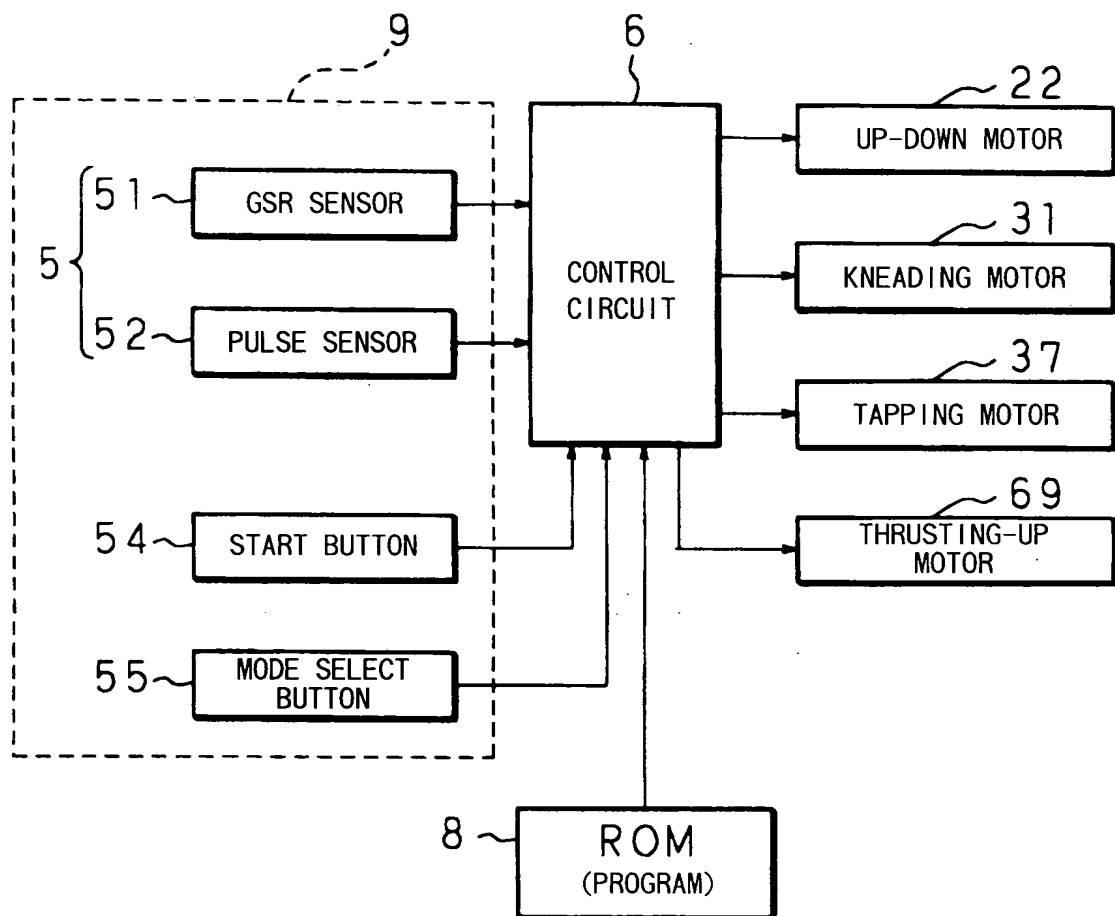 9
6
22
UP-DOWN MOTOR
51
GSR SENSOR
31
5
CONTROL
CIRCUIT
KNEADING MOTOR
52
PULSE SENSOR
37
TAPPING MOTOR
54
START BUTTON
69
THRUSTING-UP
MOTOR
55
MODE SELECT
BUTTON
8
ROM
(PROGRAM)